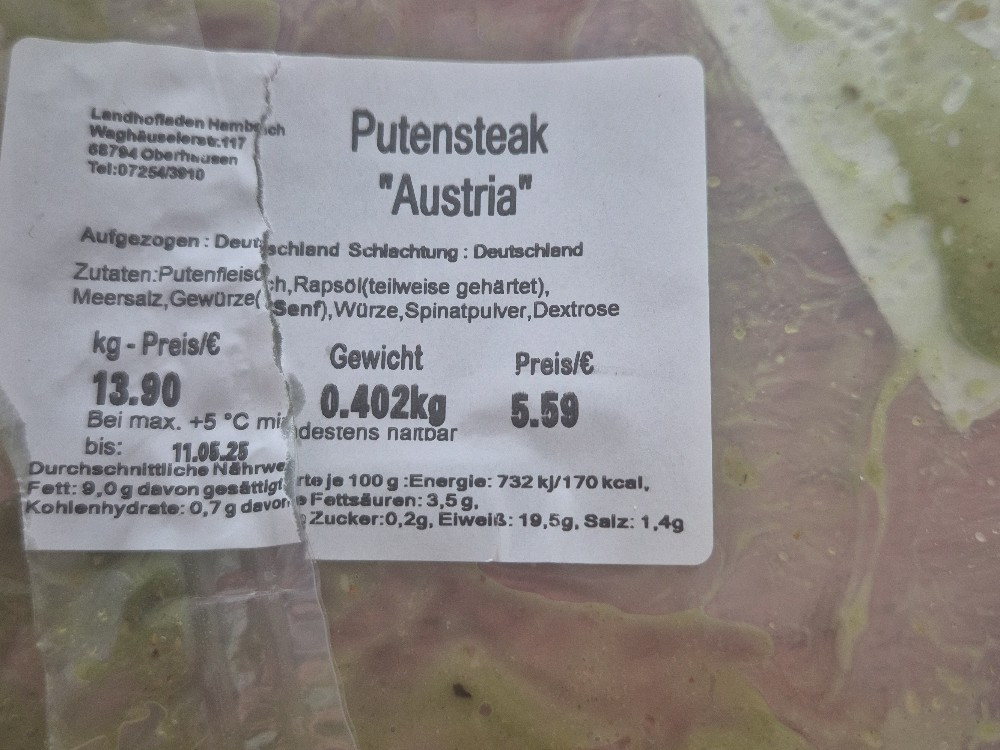 Landhofladen Hambsch
Waghäuselerstr.117
68794 Oberhausen
Tel:07254/3910
Putensteak
"Austria"
Aufgezogen : Deutschland Schlachtung : Deutschland
Zutaten:Putenfleisch,Rapsöl(teilweise gehärtet),
Meersalz,Gewürze( Senf),Würze,Spinatpulver,Dextrose
kg - Preis/€ Gewicht Preis/€
13.90 0.402kg 5.59
Bei max. +5 °C mindestens haltbar
bis: 11.05.25
Durchschnittliche Nährwerte je 100 g :Energie: 732 kj/170 kcal,
Fett: 9,0 g davon gesättigte Fettsäuren: 3,5 g,
Kohlenhydrate: 0,7 g davon Zucker:0,2g, Eiweiß: 19,5g, Salz: 1,4g